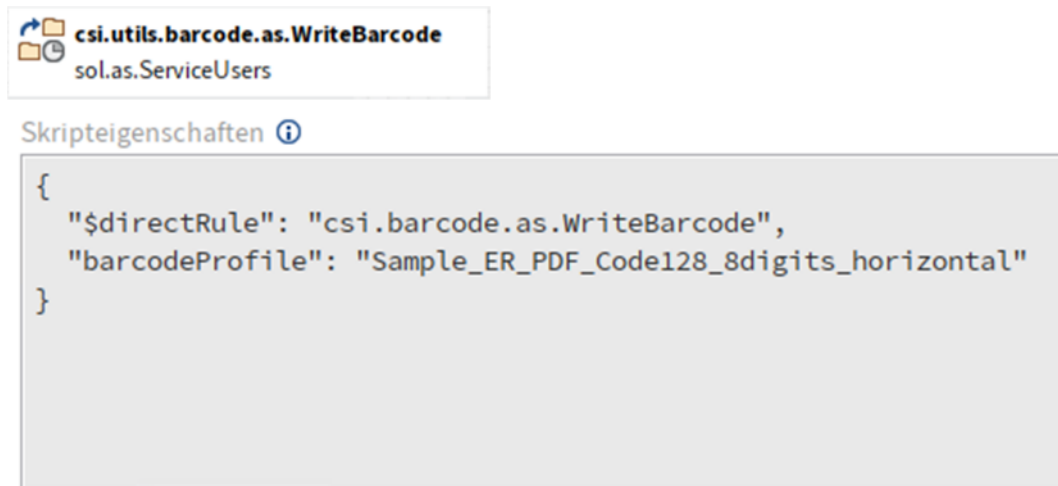 csi.utils.barcode.as.WriteBarcode
sol.as.ServiceUsers
Skripteigenschaften
{
"$directRule": "csi.barcode.as.WriteBarcode",
"barcodeProfile": "Sample_ER_PDF_Code128_8digits_horizontal"
}